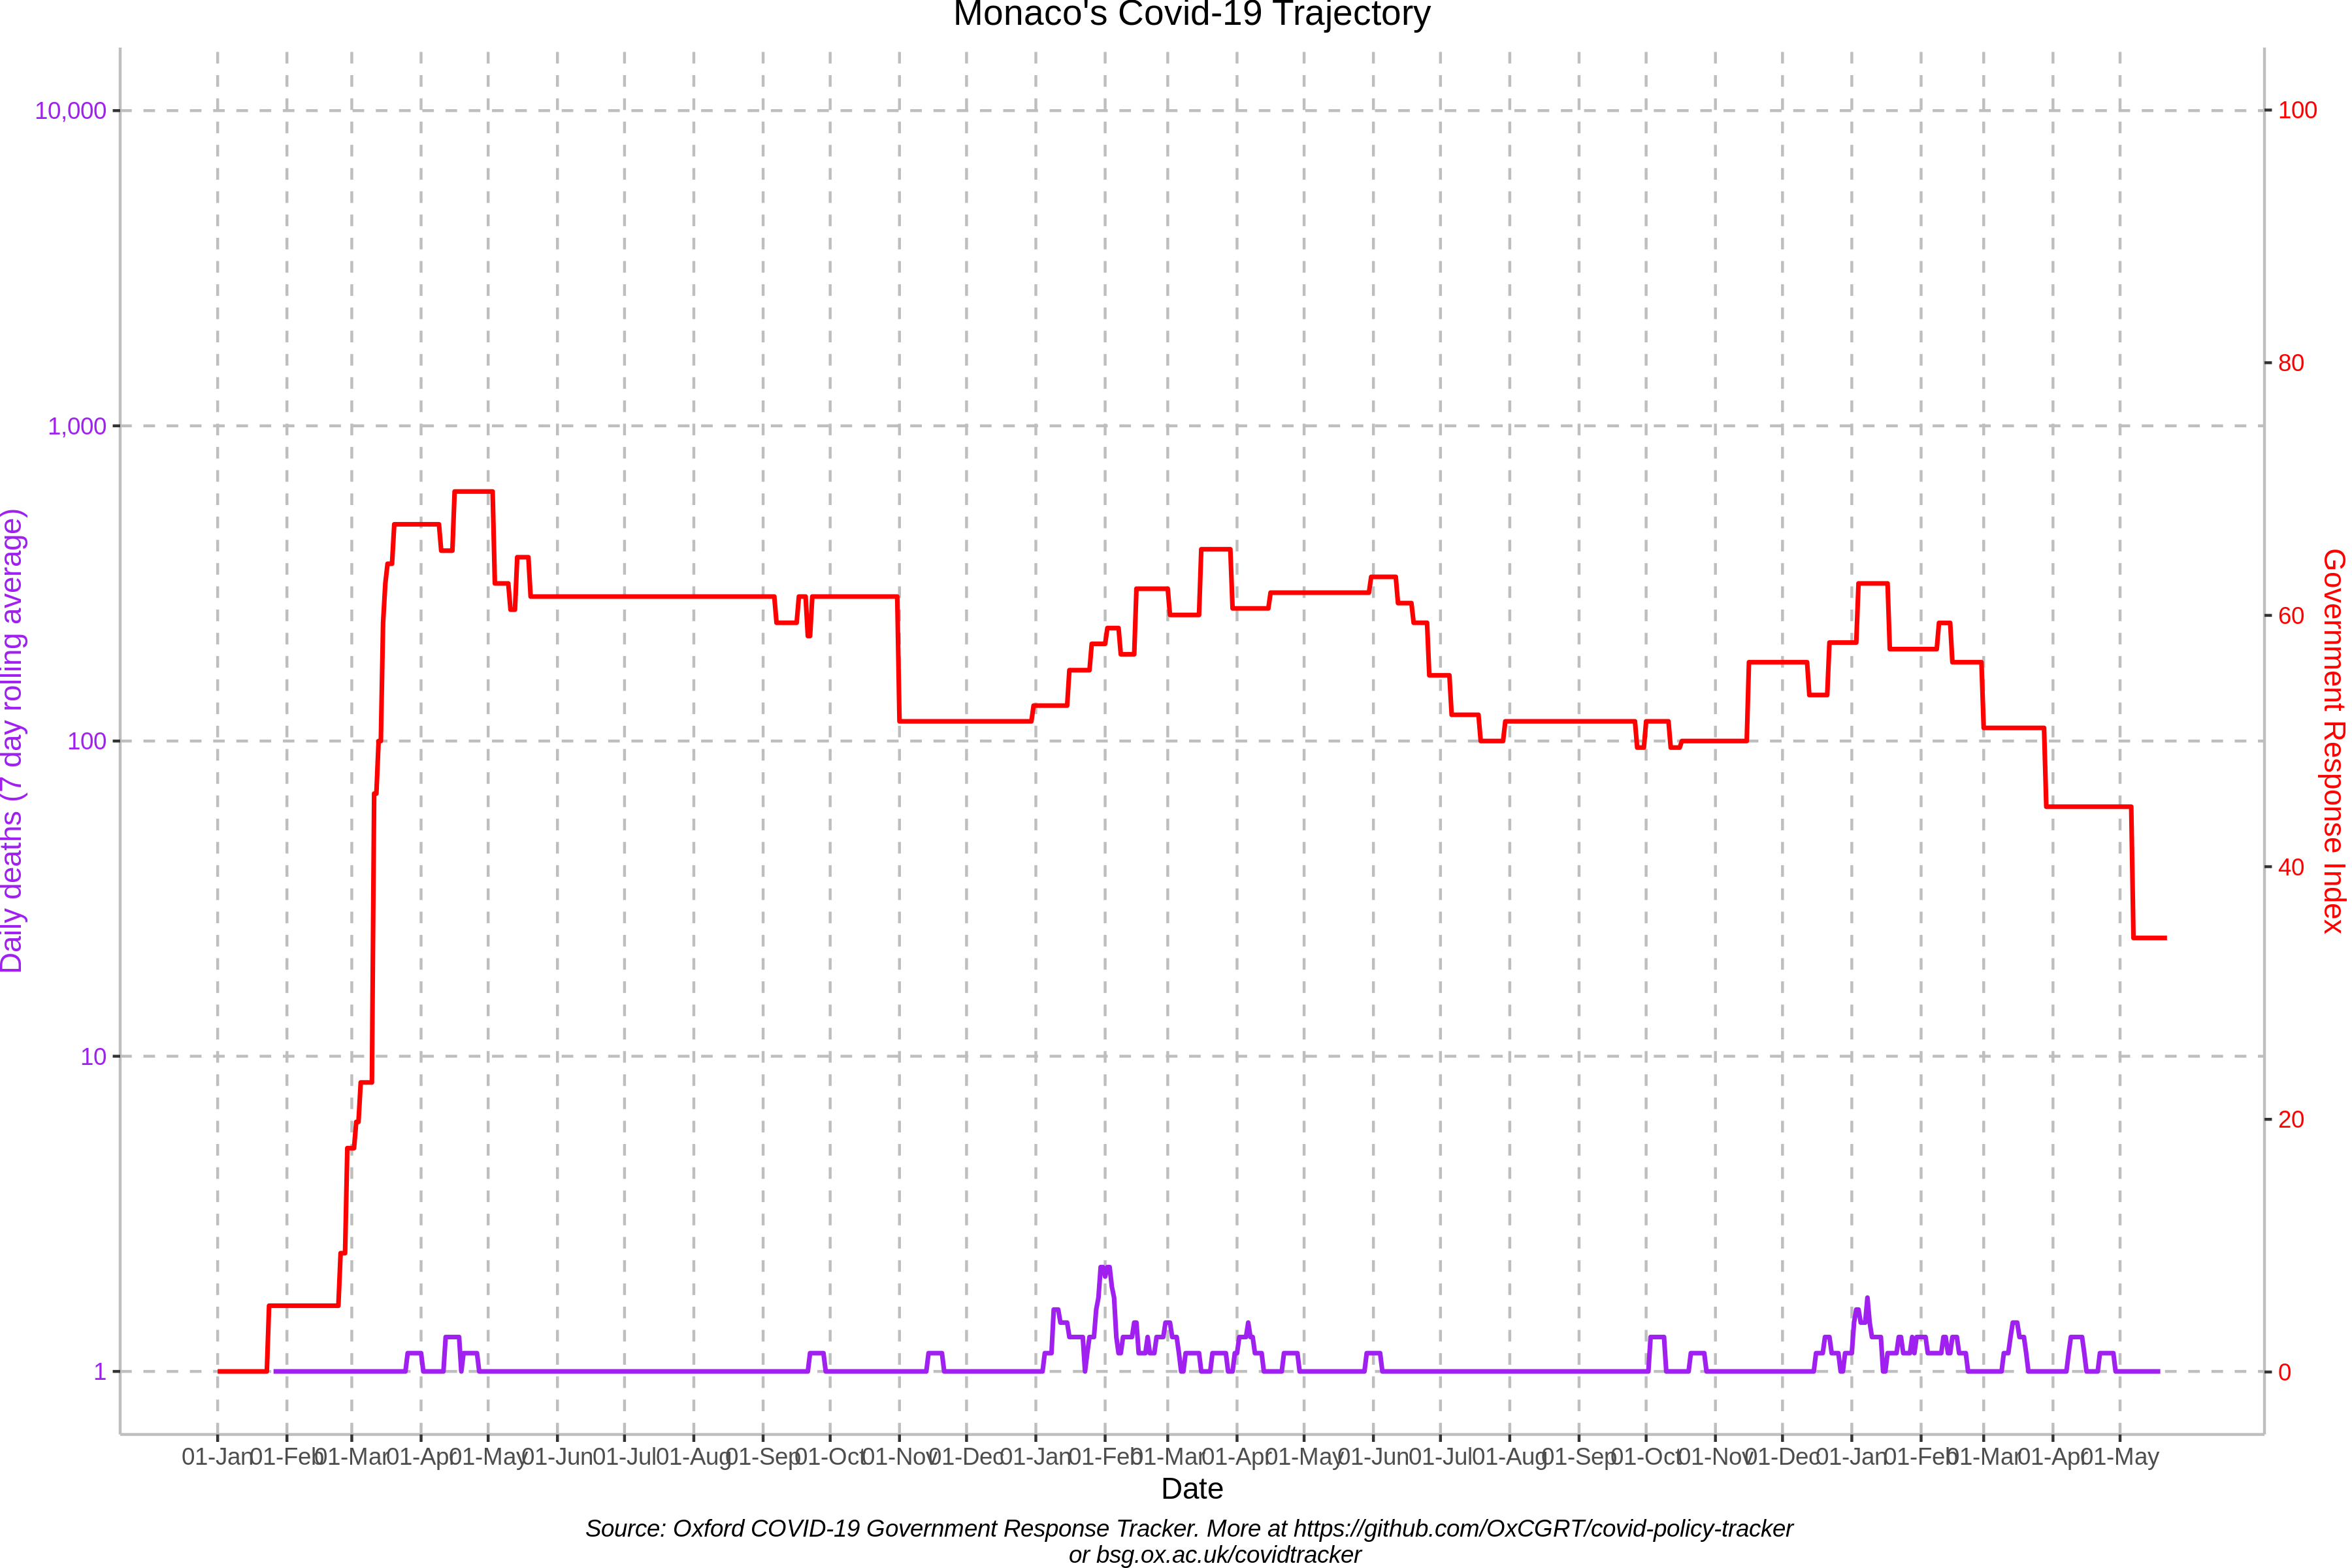 Monaco's Covid-19 Trajectory
10,000
1,000
100
10
1
Daily deaths (7 day rolling average)
100
80
60
40
20
0
Government Response Index
01-Jan 01-Feb 01-Mar 01-Apr 01-May 01-Jun 01-Jul 01-Aug 01-Sep 01-Oct 01-Nov 01-Dec 01-Jan 01-Feb 01-Mar 01-Apr 01-May 01-Jun 01-Jul 01-Aug 01-Sep 01-Oct 01-Nov 01-Dec 01-Jan 01-Feb 01-Mar 01-Apr 01-May
Date
Source: Oxford COVID-19 Government Response Tracker. More at https://github.com/OxCGRT/covid-policy-tracker
or bsg.ox.ac.uk/covidtracker